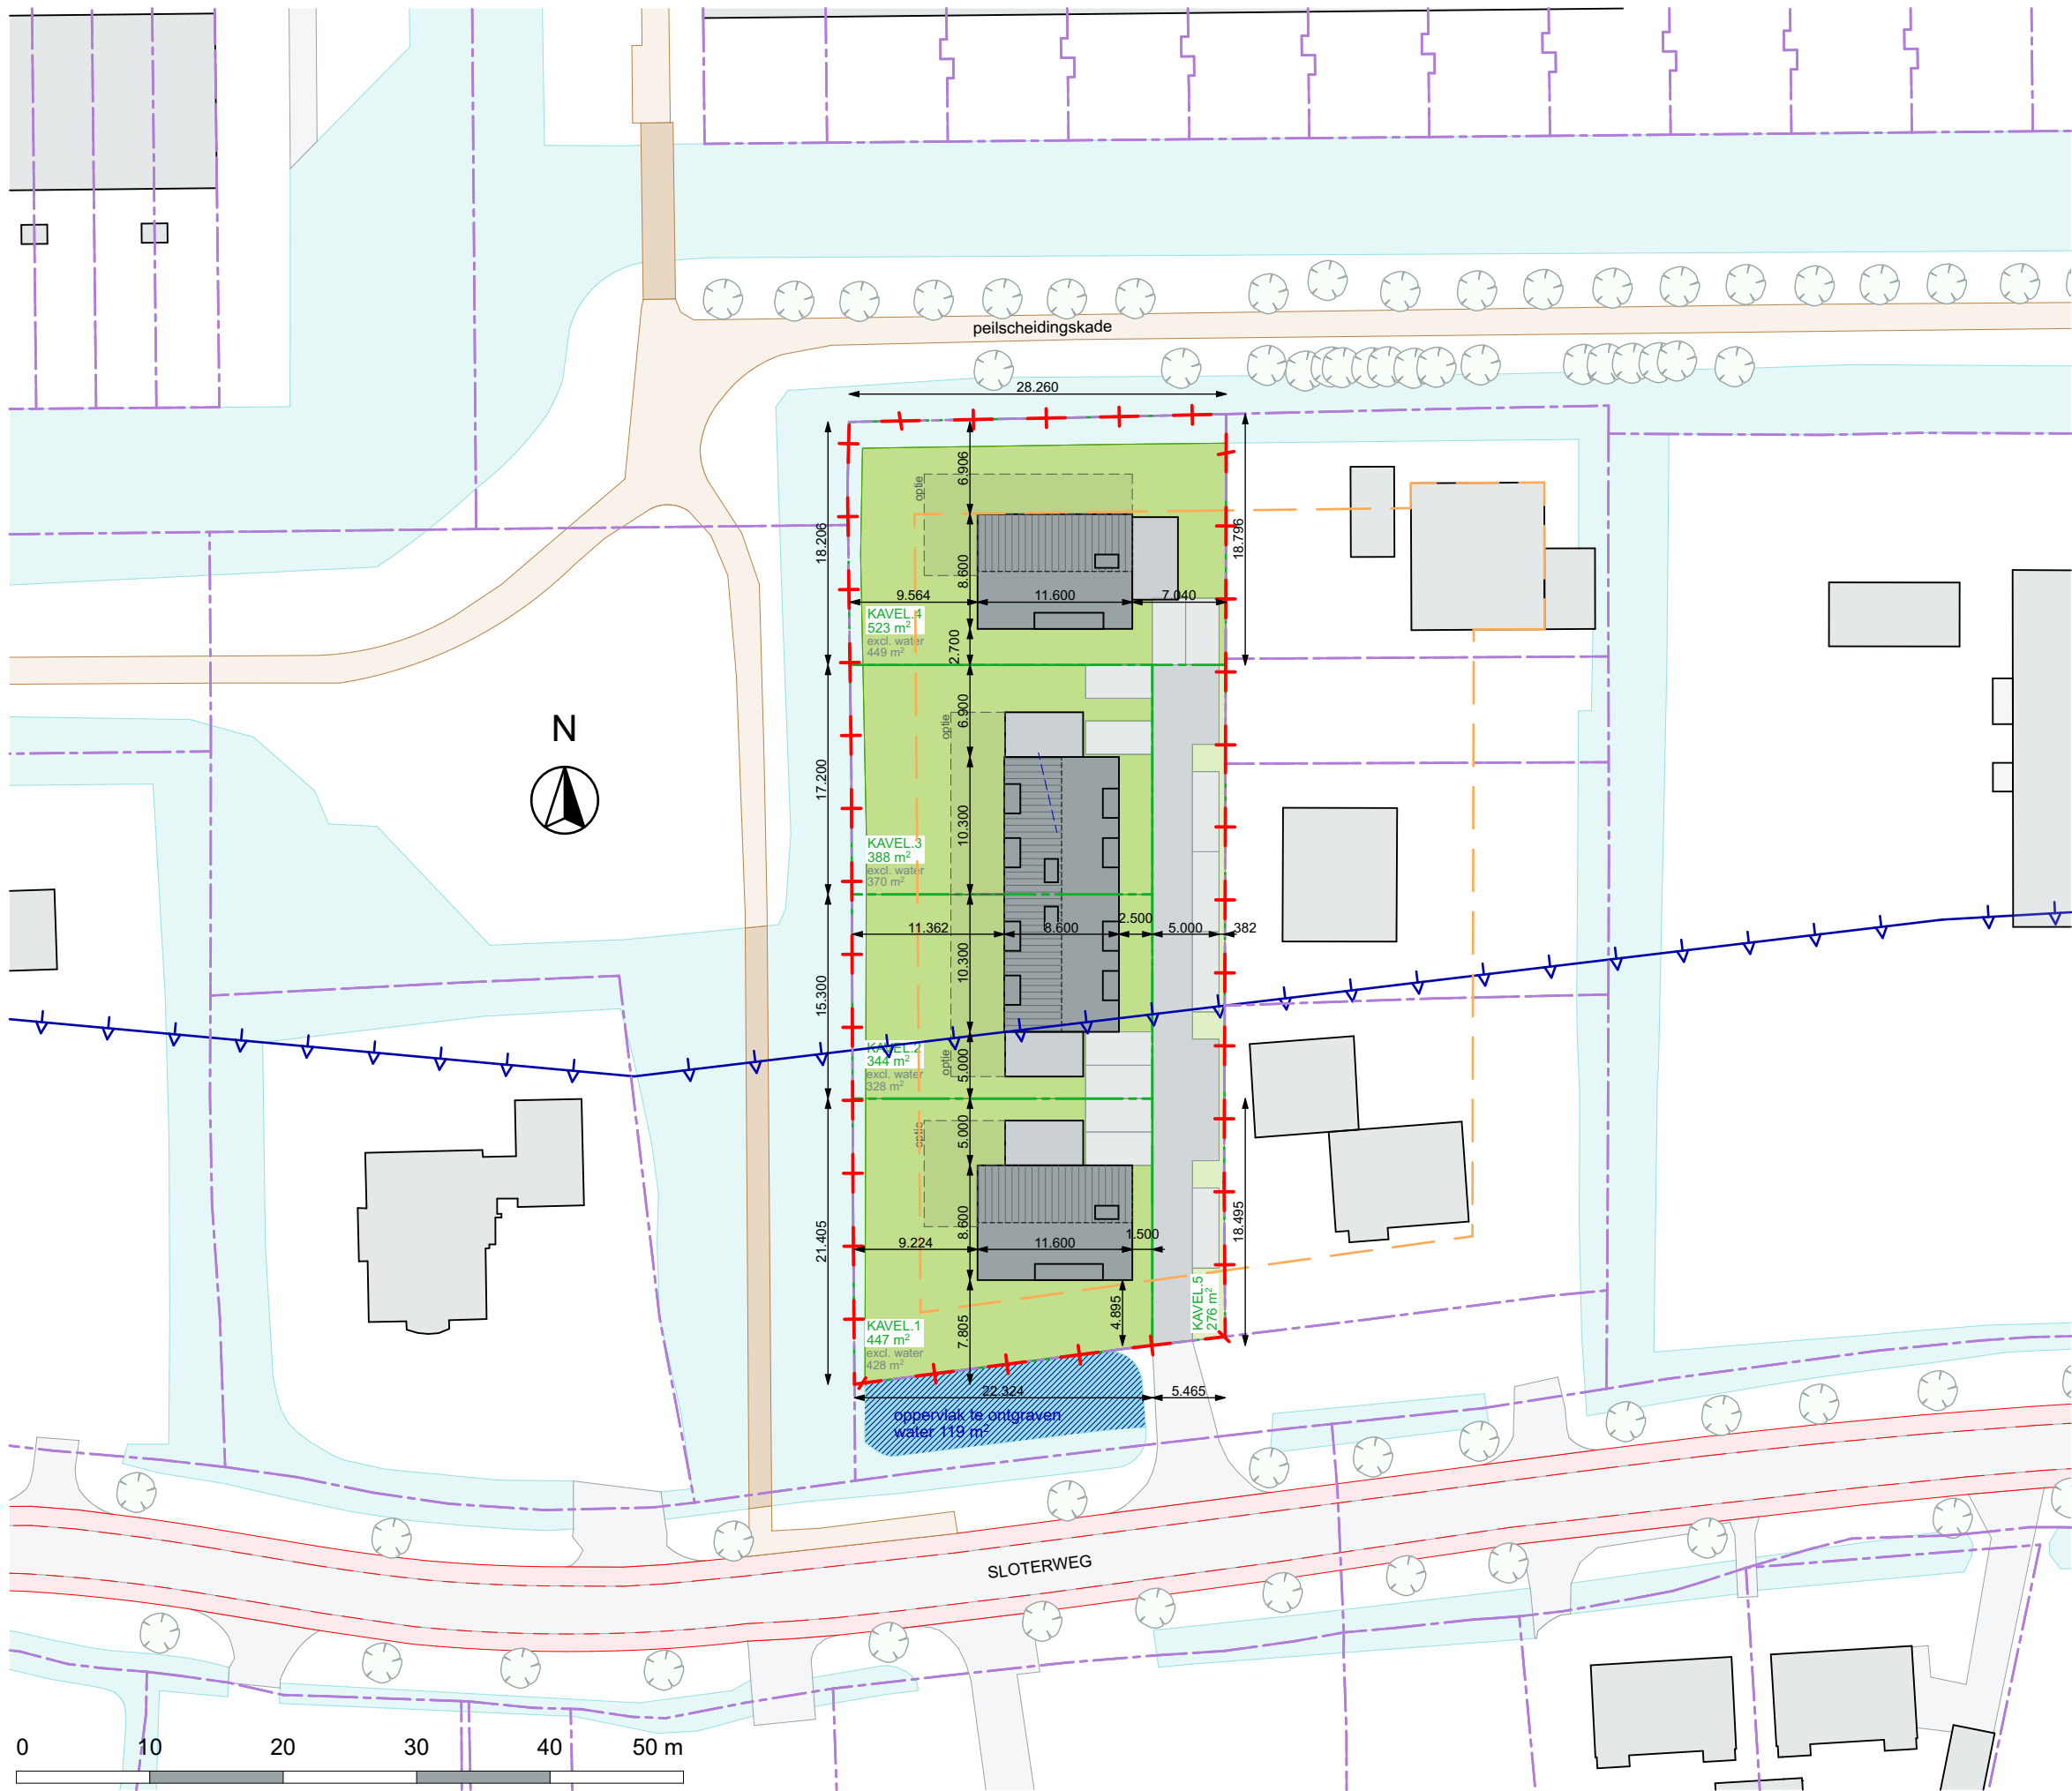 peilscheidingskade
28.260
6.906
optie
18.206
18.796
8.600
9.564
11.600
7.040
KAVEL.4
523 m²
excl. water
449 m²
2.700
N
6.900
optie
17.200
10.300
KAVEL.3
388 m²
excl. water
370 m²
2.500
11.362
8.600
5.000
382
10.300
15.300
KAVEL.2
344 m²
excl. water
328 m²
optie
5.000
5.000
optie
8.600
1.500
9.224
11.600
21.405
18.495
KAVEL.5
276 m²
4.895
7.805
KAVEL.1
447 m²
excl. water
428 m²
22.324
5.465
oppervlak te ontgraven
water 119 m²
SLOTERWEG
0 10 20 30 40 50 m